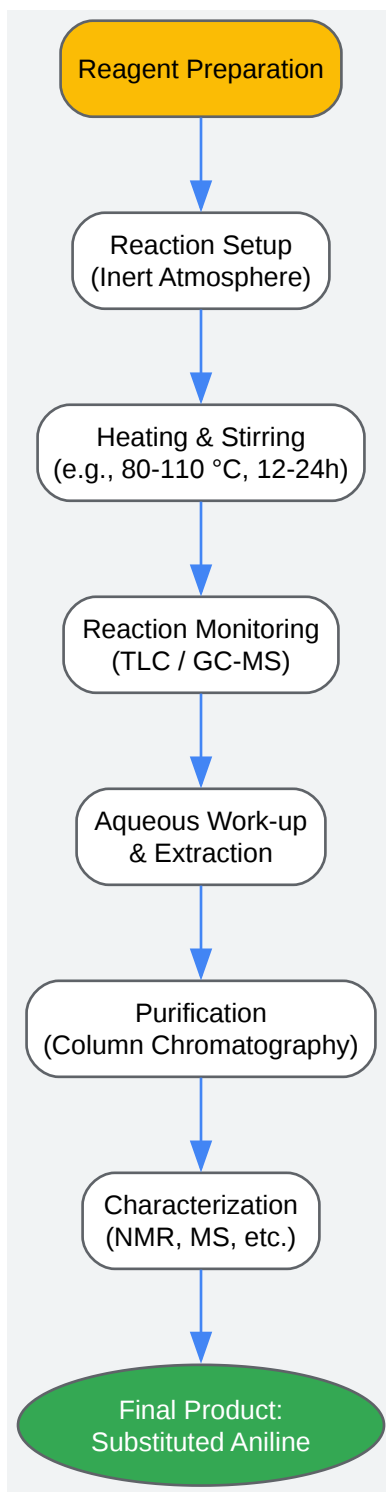 Reagent Preparation
Reaction Setup
(Inert Atmosphere)
Heating & Stirring
(e.g., 80-110 °C, 12-24h)
Reaction Monitoring
(TLC / GC-MS)
Aqueous Work-up
& Extraction
Purification
(Column Chromatography)
Characterization
(NMR, MS, etc.)
Final Product:
Substituted Aniline